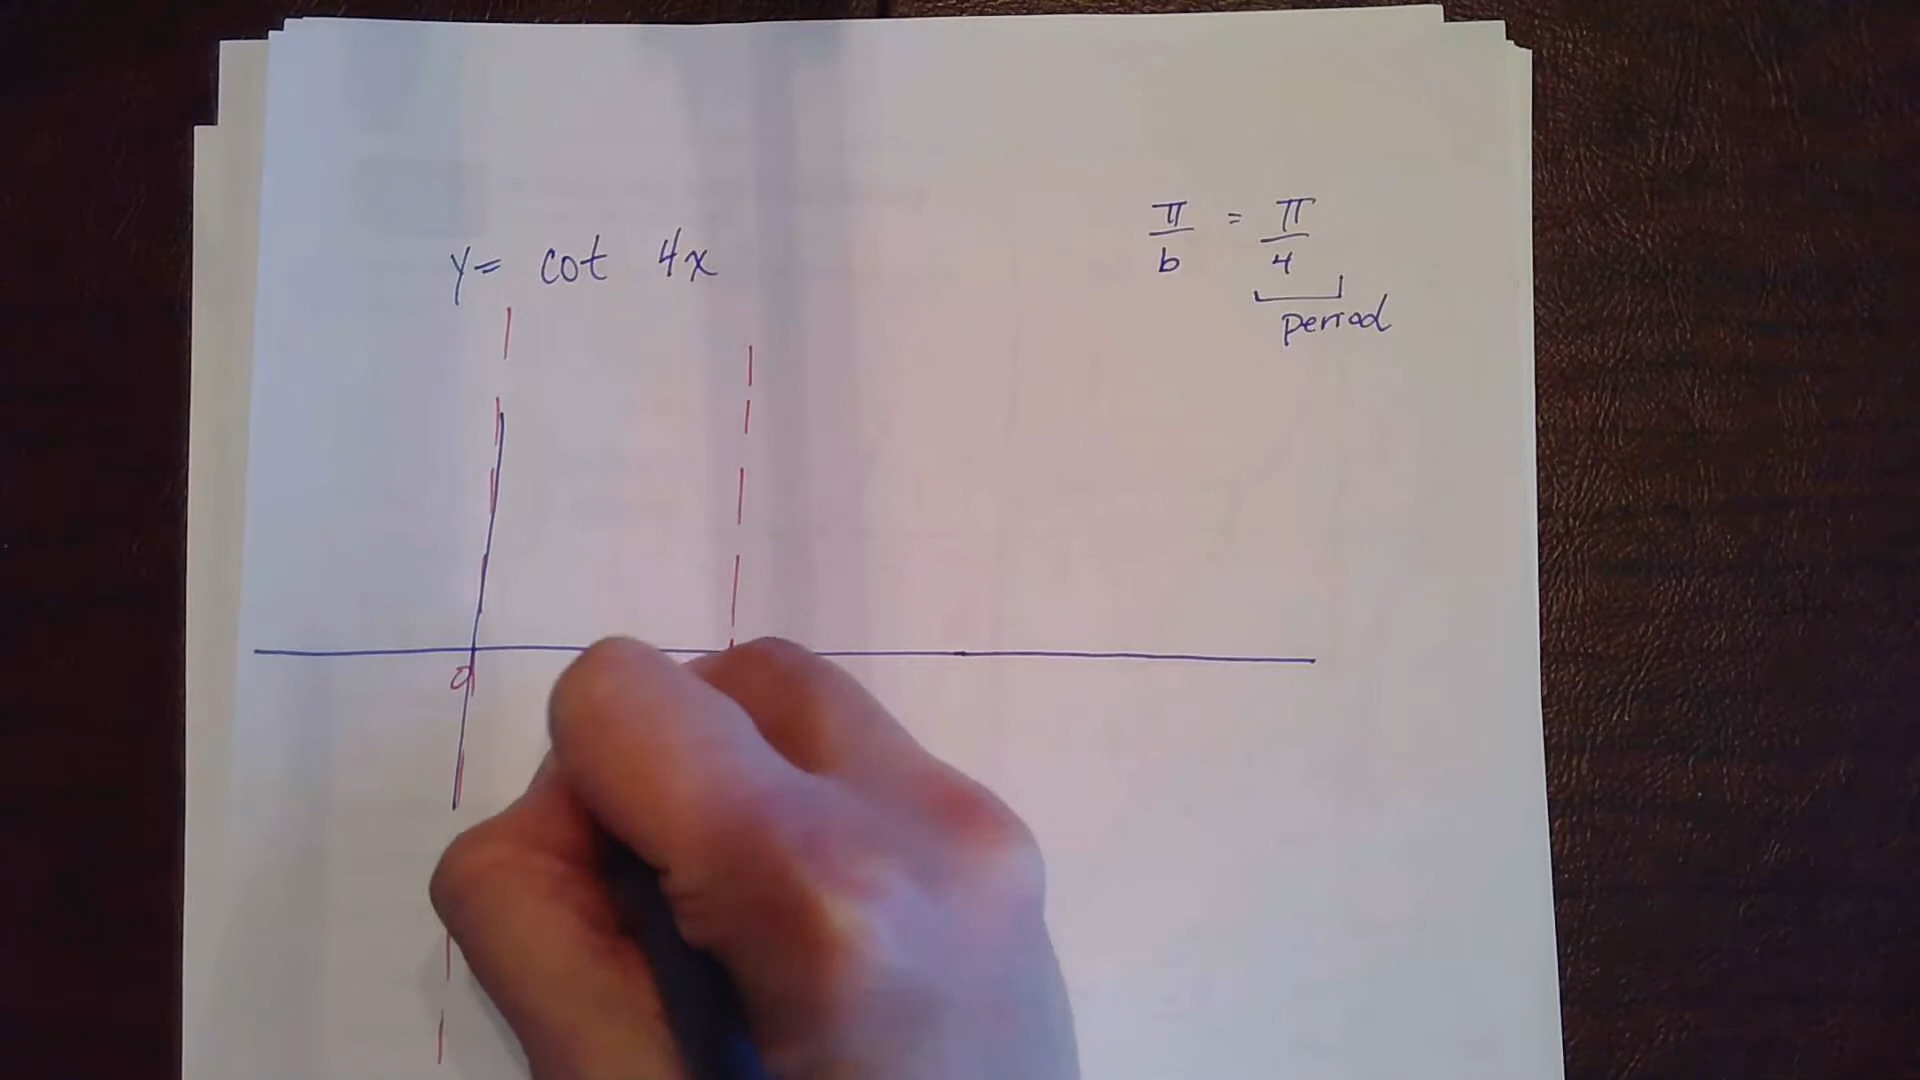 π/b = π/4
y= cot 4x
period
0